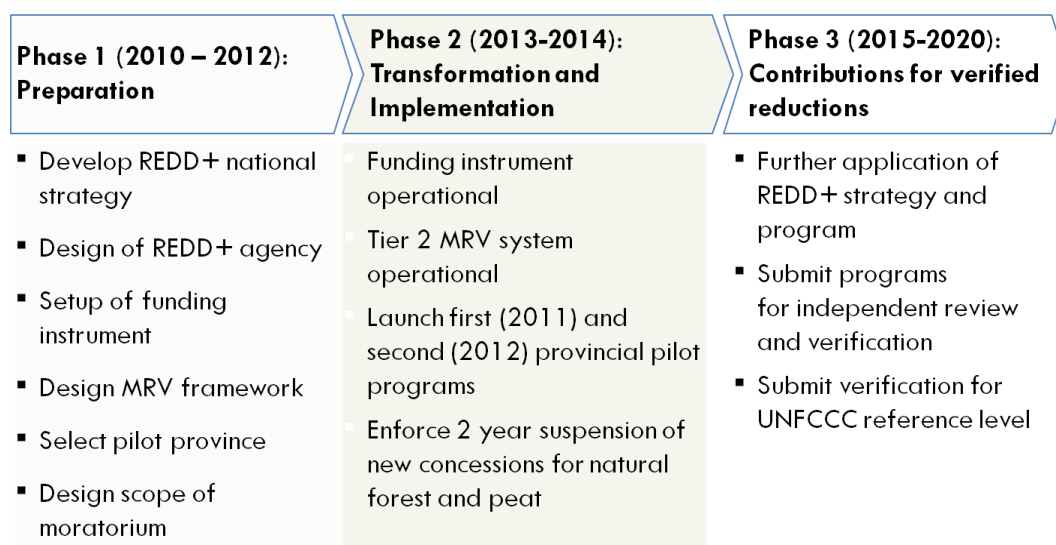 Phase 1 (2010 – 2012):
Preparation
▪ Develop REDD+ national
strategy
▪ Design of REDD+ agency
▪ Setup of funding
instrument
▪ Design MRV framework
▪ Select pilot province
▪ Design scope of
moratorium
Phase 2 (2013-2014):
Transformation and
Implementation
▪ Funding instrument
operational
▪ Tier 2 MRV system
operational
▪ Launch first (2011) and
second (2012) provincial pilot
programs
▪ Enforce 2 year suspension of
new concessions for natural
forest and peat
Phase 3 (2015-2020):
Contributions for verified
reductions
▪ Further application of
REDD+ strategy and
program
▪ Submit programs
for independent review
and verification
▪ Submit verification for
UNFCCC reference level